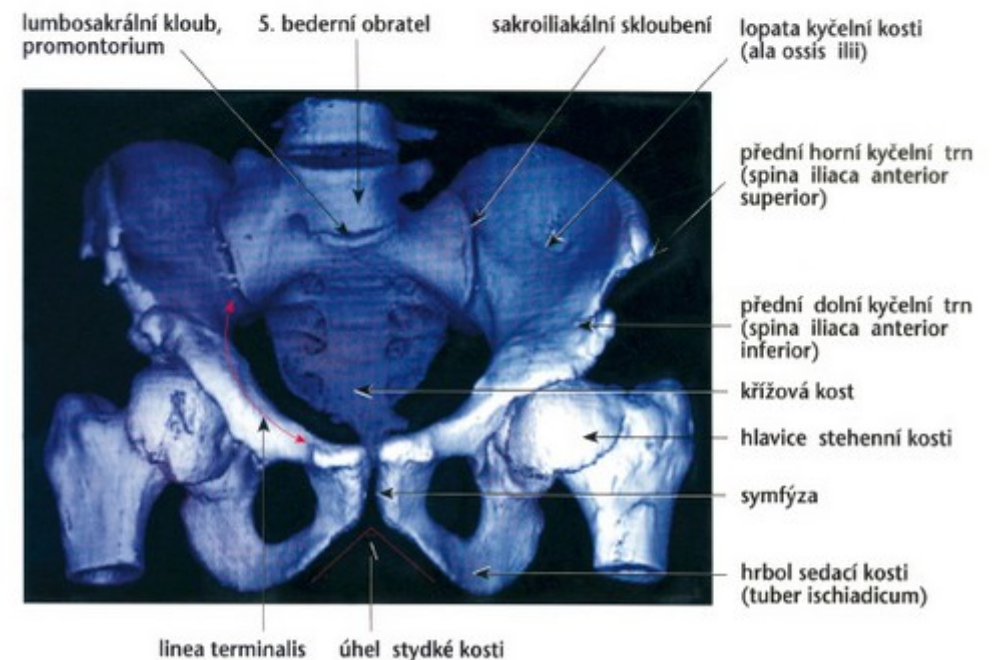 lumbosakrální kloub,
promontorium
5. bederní obratel
sakroiliakální skloubení
lopata kyčelní kosti
(ala ossis ilii)
přední horní kyčelní trn
(spina iliaca anterior
superior)
přední dolní kyčelní trn
(spina iliaca anterior
inferior)
křížová kost
hlavice stehenní kosti
symfýza
hrbol sedací kosti
(tuber ischiadicum)
linea terminalis
úhel stydké kosti